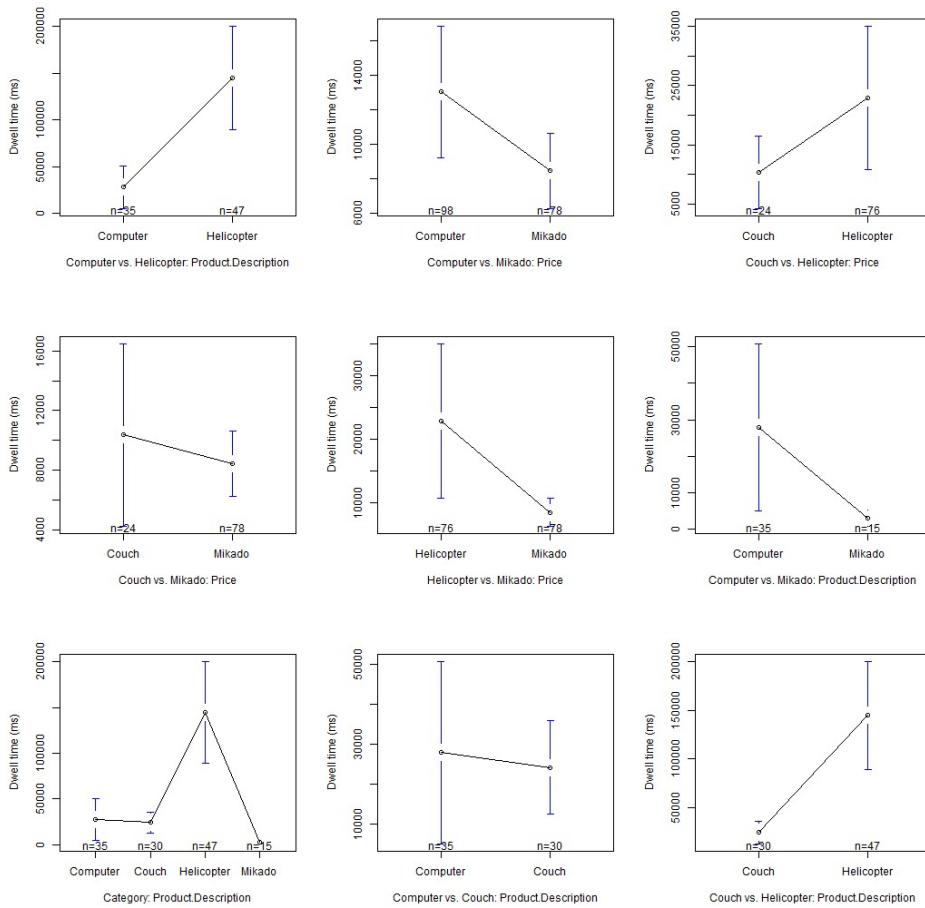 Dwell time (ms)
200000
100000
50000
0
n=35
n=47
Computer
Helicopter
Computer vs. Helicopter: Product.Description
Dwell time (ms)
14000
10000
6000
n=98
n=78
Computer
Mikado
Computer vs. Mikado: Price
Dwell time (ms)
35000
25000
15000
5000
n=24
n=76
Couch
Helicopter
Couch vs. Helicopter: Price
Dwell time (ms)
16000
12000
8000
4000
n=24
n=78
Couch
Mikado
Couch vs. Mikado: Price
Dwell time (ms)
30000
20000
10000
n=76
n=78
Helicopter
Mikado
Helicopter vs. Mikado: Price
Dwell time (ms)
50000
30000
10000
0
n=35
n=15
Computer
Mikado
Computer vs. Mikado: Product.Description
Dwell time (ms)
200000
100000
50000
0
n=35
n=30
n=47
n=15
Computer
Couch
Helicopter
Mikado
Category: Product.Description
Dwell time (ms)
50000
30000
10000
n=35
n=30
Computer
Couch
Computer vs. Couch: Product.Description
Dwell time (ms)
200000
150000
100000
50000
n=30
n=47
Couch
Helicopter
Couch vs. Helicopter: Product.Description